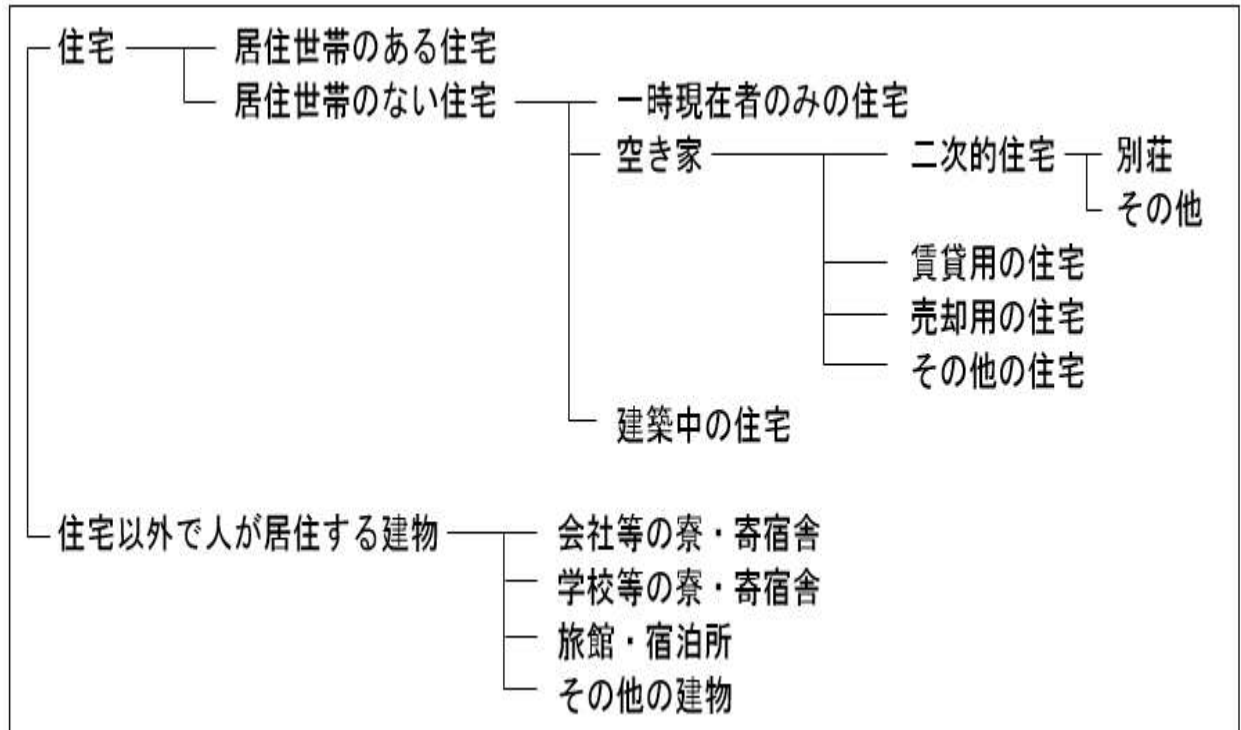 住宅 居住世帯のある住宅
居住世帯のない住宅 一時現在者のみの住宅
空き家 二次的住宅 別荘
その他
賃貸用の住宅
売却用の住宅
その他の住宅
建築中の住宅
住宅以外で人が居住する建物 会社等の寮・寄宿舎
学校等の寮・寄宿舎
旅館・宿泊所
その他の建物